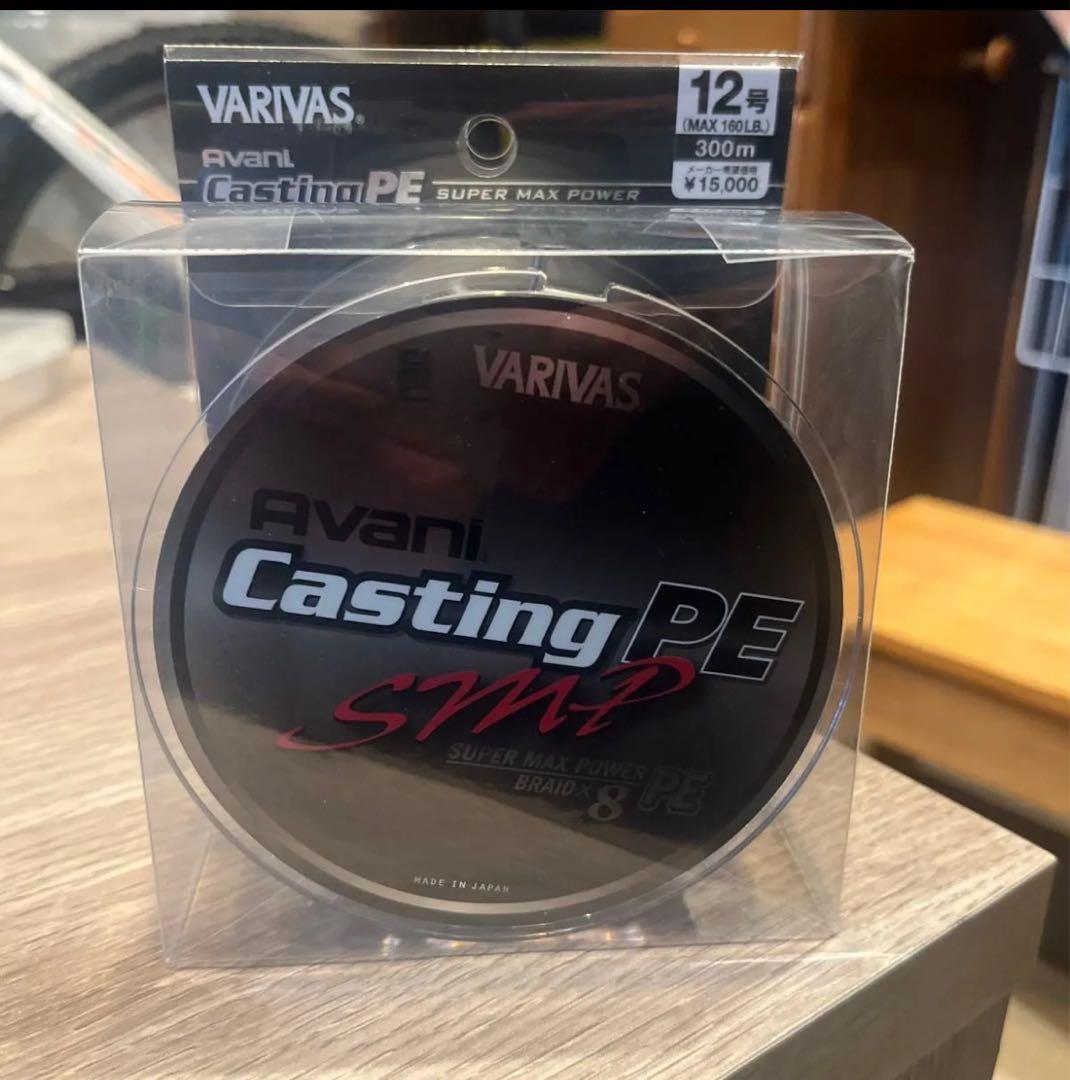 VARIVAS®
12号
(MAX 160LB.)
300m
メーカー希望価格
¥15,000
Avani
Casting PE SUPER MAX POWER
VARIVAS
Avani
Casting PE
SMP
SUPER MAX POWER PE
BRAID×8
MADE IN JAPAN